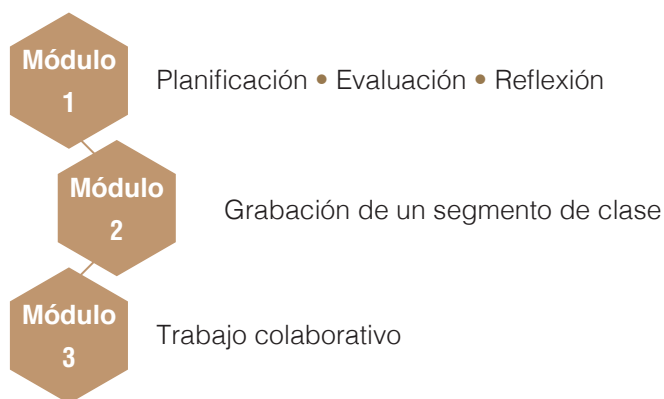 Módulo
1
Planificación • Evaluación • Reflexión
Módulo
2
Grabación de un segmento de clase
Módulo
3
Trabajo colaborativo